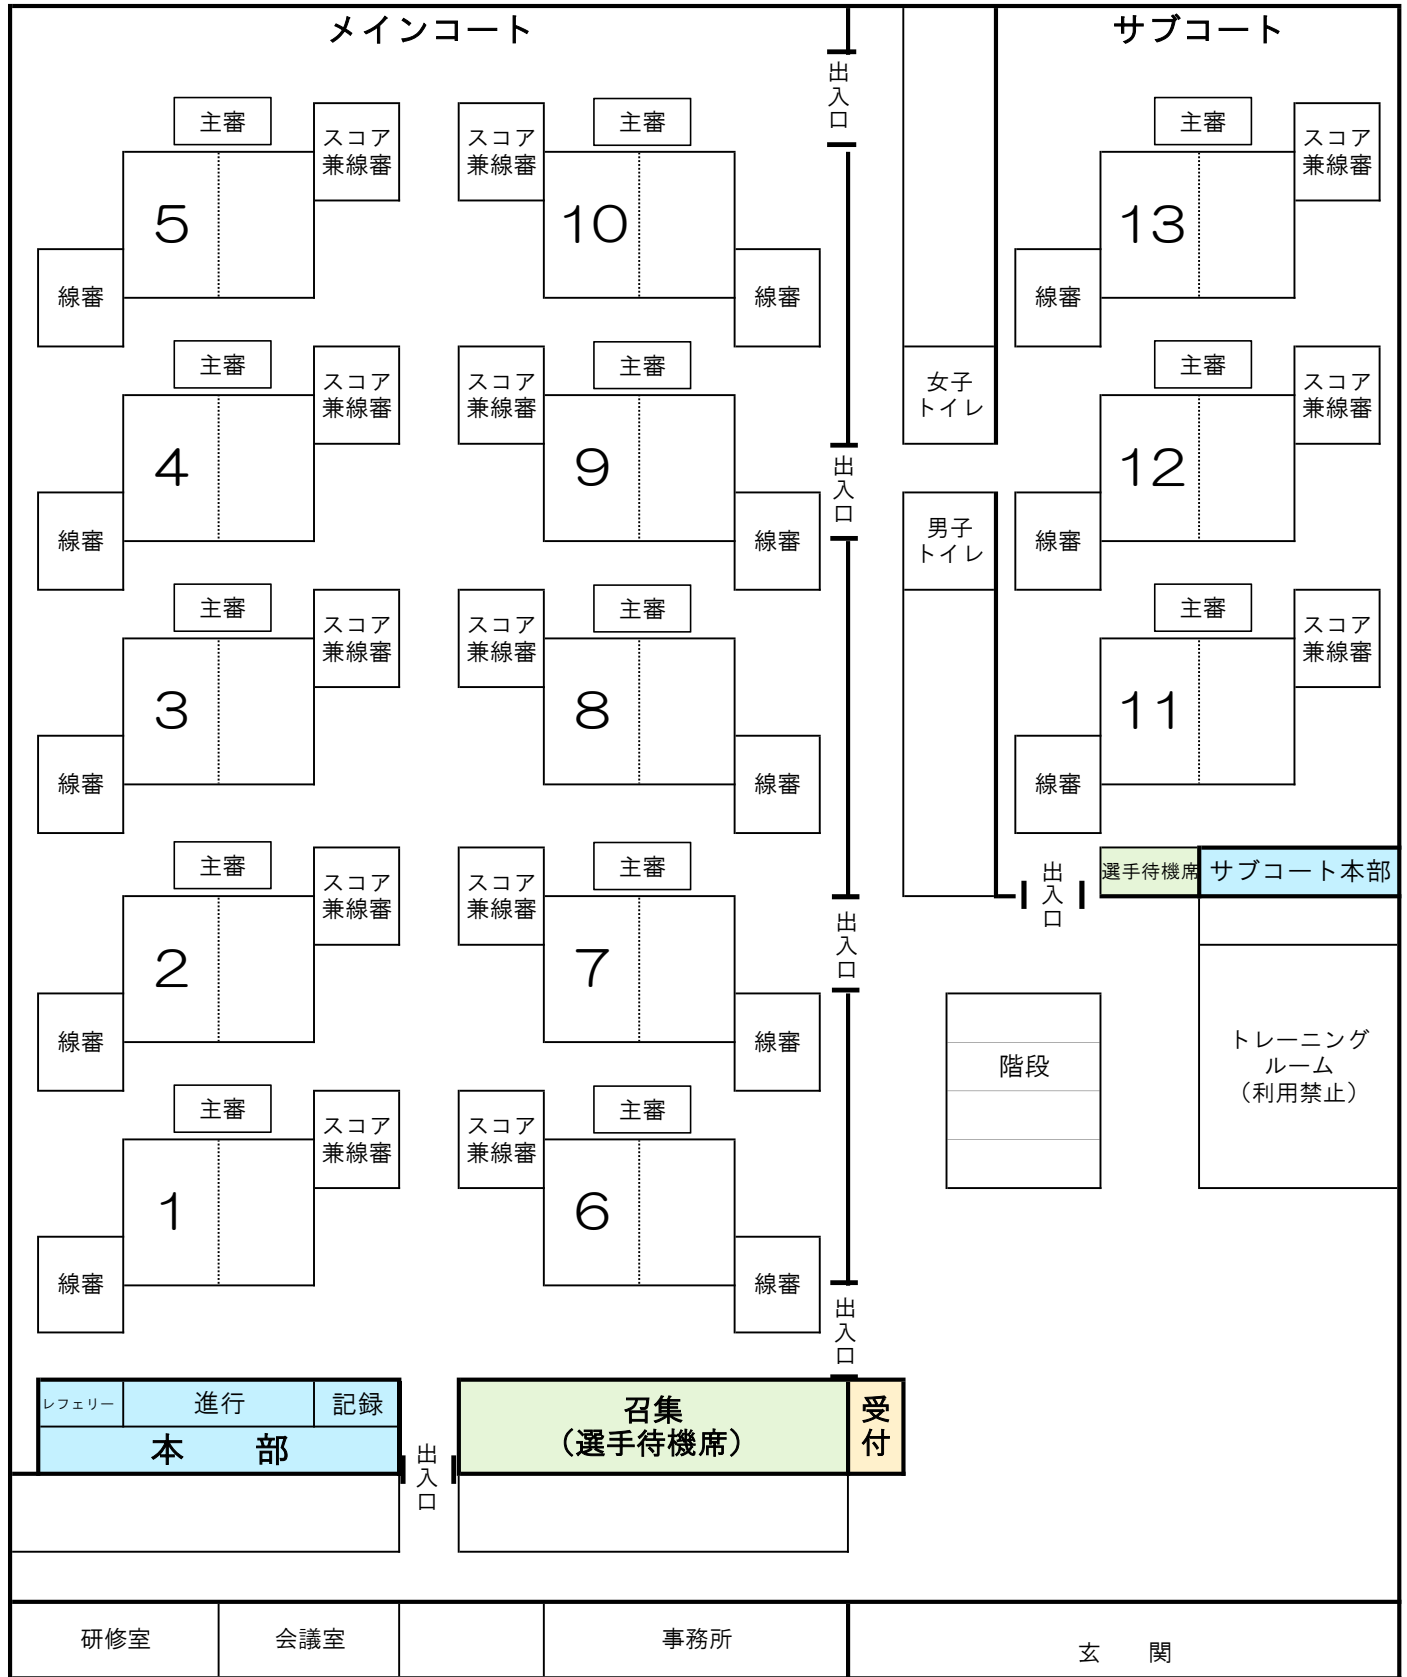 メインコート
サブコート
出入口
主審
スコア
兼線審
スコア
兼線審
主審
主審
スコア
兼線審
5
10
13
線審
線審
線審
主審
スコア
兼線審
スコア
兼線審
主審
女子
トイレ
主審
スコア
兼線審
4
9
12
出入口
線審
線審
男子
トイレ
線審
主審
スコア
兼線審
スコア
兼線審
主審
主審
スコア
兼線審
3
8
11
線審
線審
線審
主審
スコア
兼線審
スコア
兼線審
主審
出入口
選手待機席
サブコート本部
2
7
出入口
線審
線審
階段
トレーニング
ルーム
（利用禁止）
主審
スコア
兼線審
スコア
兼線審
主審
1
6
線審
線審
出入口
レフェリー
進行
記録
本 部
出入口
召集
（選手待機席）
受付
研修室
会議室
事務所
玄 関